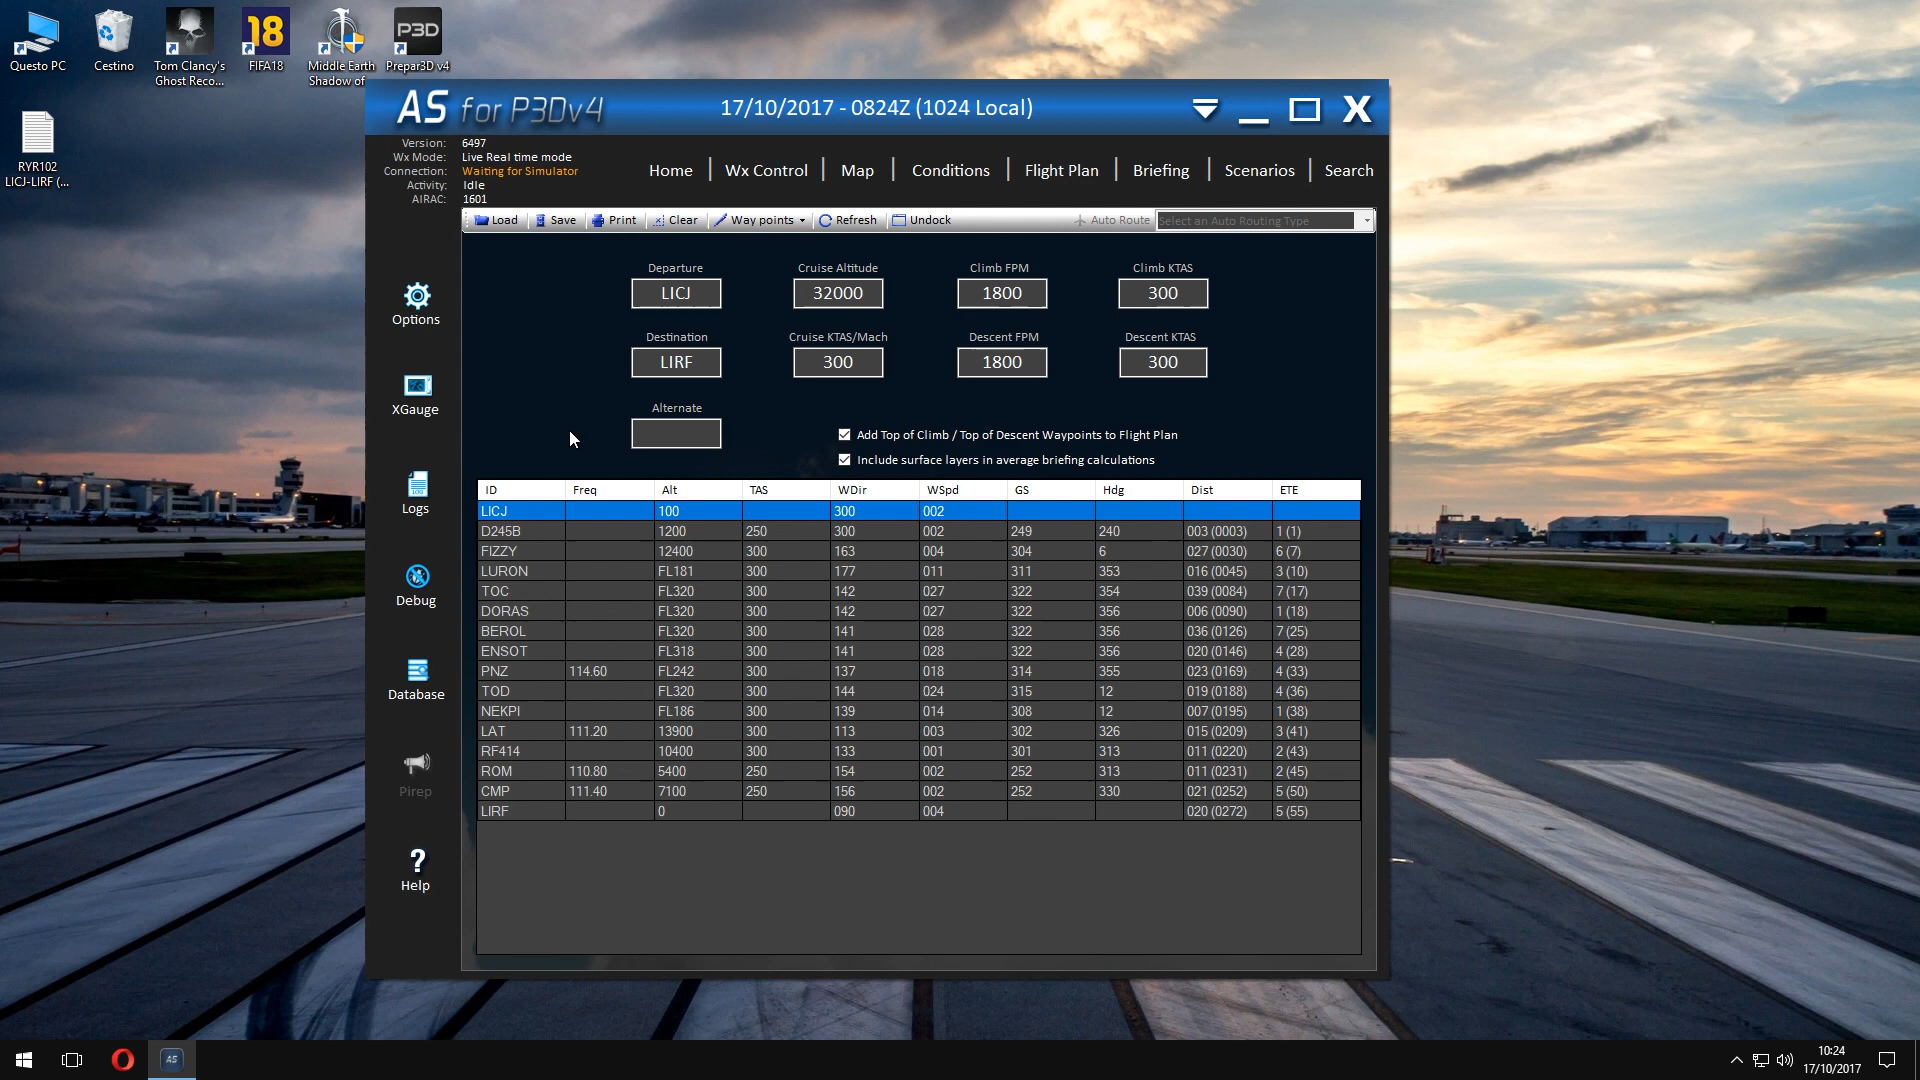 Questo PC
Cestino
Tom Clancy's
Ghost Reco...
18
FIFA18
Middle Earth
Shadow of
P3D
Prepar3D v4
RYR102
LICJ-LIRF (...
AS for P3Dv4
17/10/2017 - 0824Z (1024 Local)
X
Version: 6497
Wx Mode: Live Real time mode
Connection: Waiting for Simulator
Activity: Idle
AIRAC: 1601
Home | Wx Control | Map | Conditions | Flight Plan | Briefing | Scenarios | Search
Load Save Print Clear Way points Refresh Undock Auto Route Select an Auto Routing Type
Options
XGauge
Logs
Debug
Database
Pirep
?
Help
Departure Cruise Altitude Climb FPM Climb KTAS
LICJ 32000 1800 300
Destination Cruise KTAS/Mach Descent FPM Descent KTAS
LIRF 300 1800 300
Alternate
Add Top of Climb / Top of Descent Waypoints to Flight Plan
Include surface layers in average briefing calculations
ID Freq Alt TAS WDir WSpd GS Hdg Dist ETE
LICJ 100 300 002
D245B 1200 250 300 002 249 240 003 (0003) 1 (1)
FIZZY 12400 300 163 004 304 6 027 (0030) 6 (7)
LURON FL181 300 177 011 311 353 016 (0045) 3 (10)
TOC FL320 300 142 027 322 354 039 (0084) 7 (17)
DORAS FL320 300 142 027 322 356 006 (0090) 1 (18)
BEROL FL320 300 141 028 322 356 036 (0126) 7 (25)
ENSOT FL318 300 141 028 322 356 020 (0146) 4 (28)
PNZ 114.60 FL242 300 137 018 314 355 023 (0169) 4 (33)
TOD FL320 300 144 024 315 12 019 (0188) 4 (36)
NEKPI FL186 300 139 014 308 12 007 (0195) 1 (38)
LAT 111.20 13900 300 113 003 302 326 015 (0209) 3 (41)
RF414 10400 300 133 001 301 313 011 (0220) 2 (43)
ROM 110.80 5400 250 154 002 252 313 011 (0231) 2 (45)
CMP 111.40 7100 250 156 002 252 330 021 (0252) 5 (50)
LIRF 0 090 004 020 (0272) 5 (55)
AS
10:24
17/10/2017